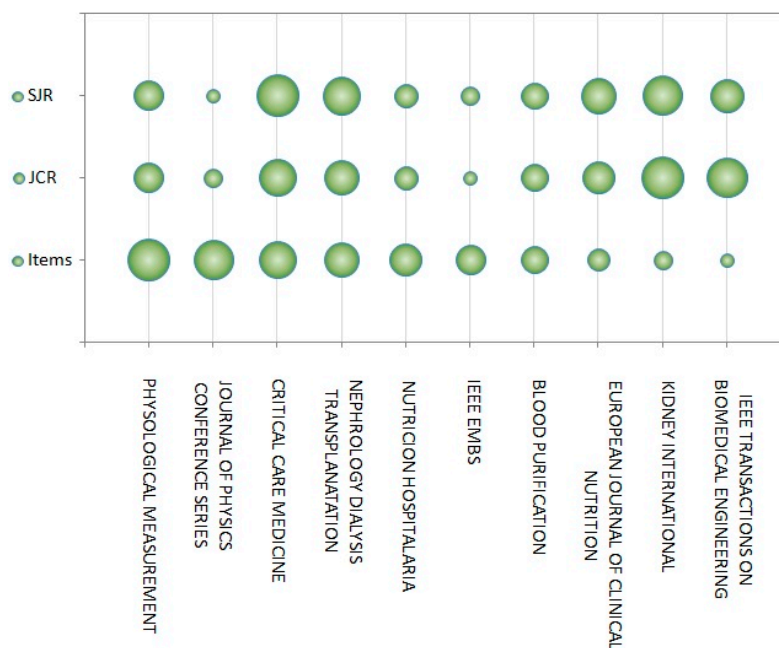 SJR
JCR
Items
PHYSOLOGICAL MEASUREMENT
JOURNAL OF PHYSICS
CONFERENCE SERIES
CRITICAL CARE MEDICINE
NEPHROLOGY DIALYSIS
TRANSPLANATATION
NUTRICION HOSPITALARIA
IEEE EMBS
BLOOD PURIFICATION
EUROPEAN JOURNAL OF CLINICAL
NUTRITION
KIDNEY INTERNATIONAL
IEEE TRANSACTIONS ON
BIOMEDICAL ENGINEERING